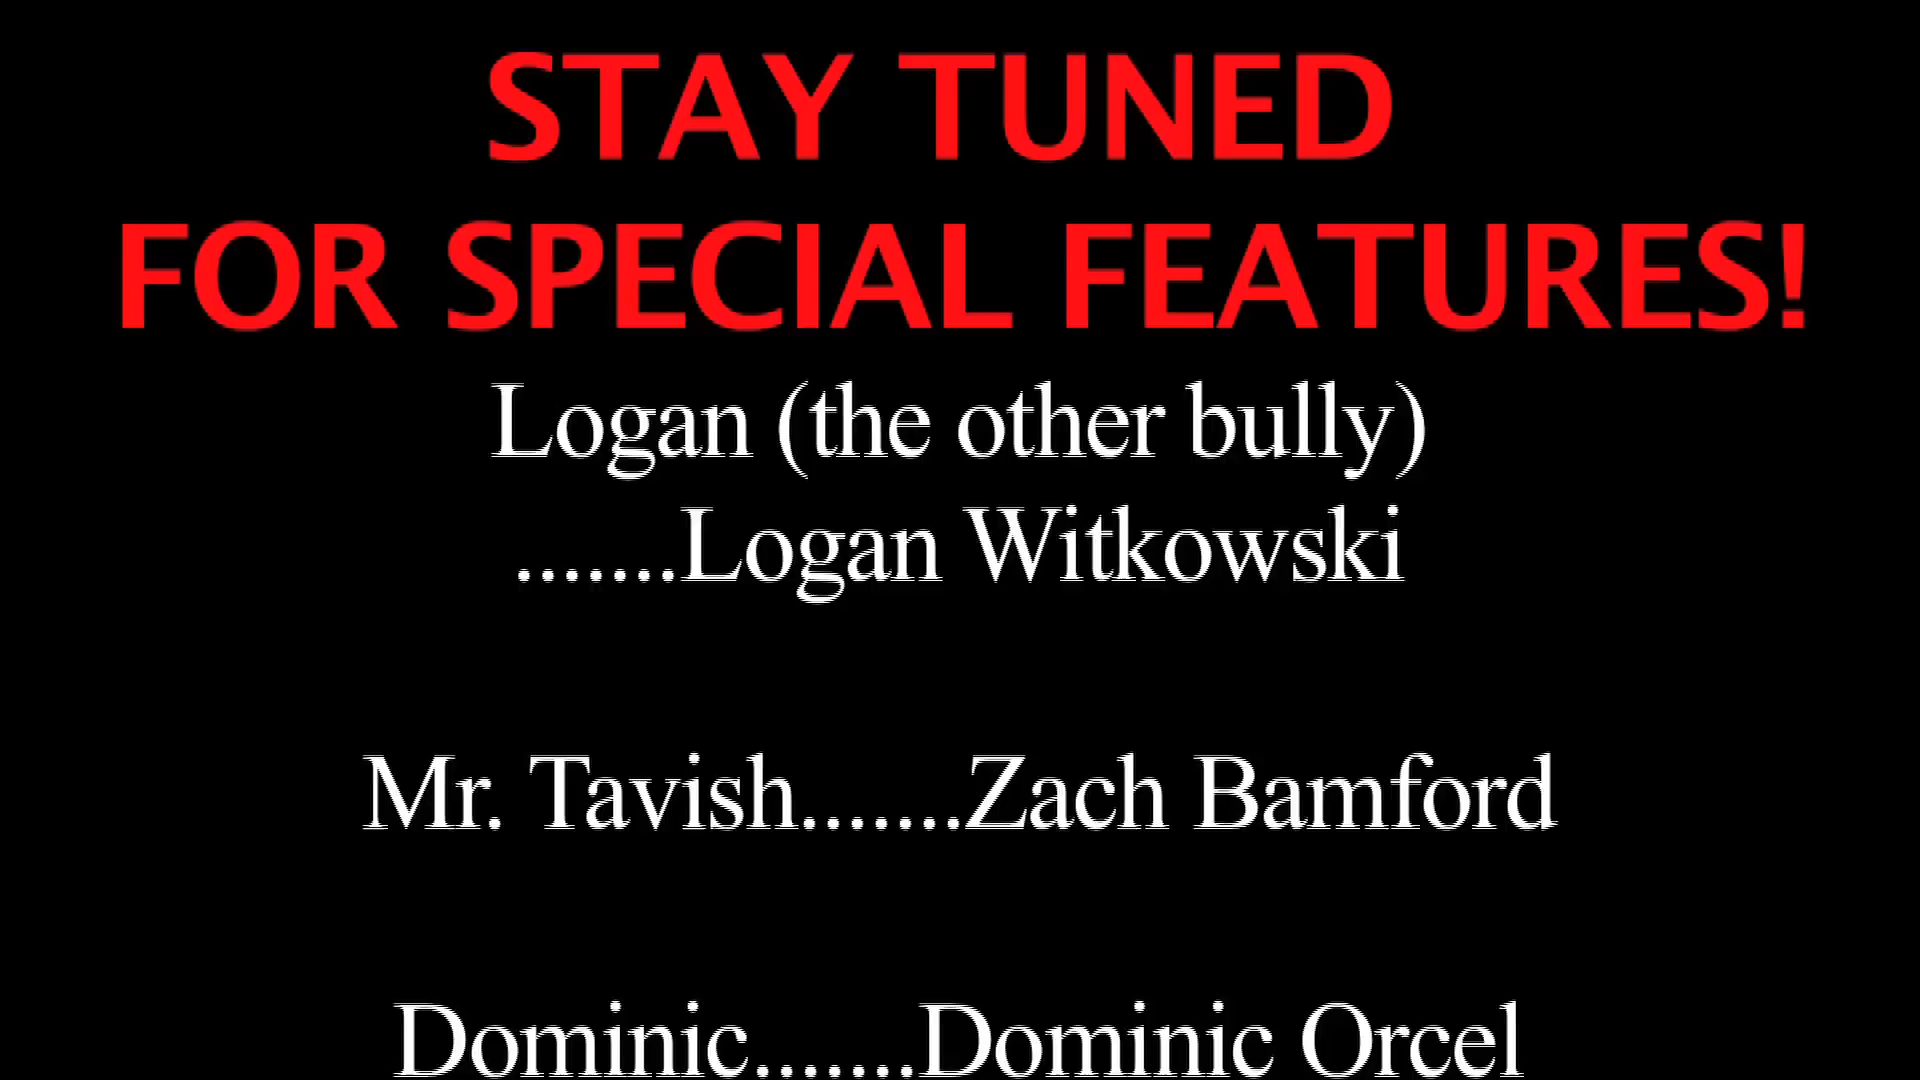 STAY TUNED
FOR SPECIAL FEATURES!
Logan (the other bully)
.......Logan Witkowski
Mr. Tavish.......Zach Bamford
Dominic.......Dominic Orcel